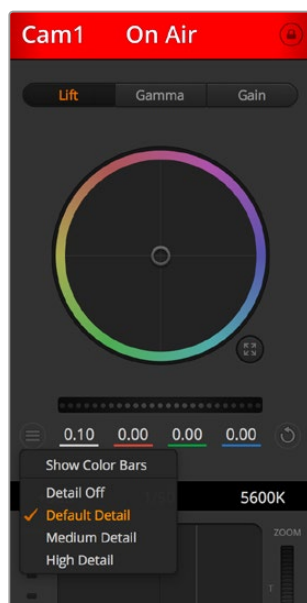 Cam1 On Air
Lift Gamma Gain
0.10 0.00 0.00 0.00
Show Color Bars
Detail Off
5600K
Default Detail
Medium Detail
High Detail
ZOOM
T